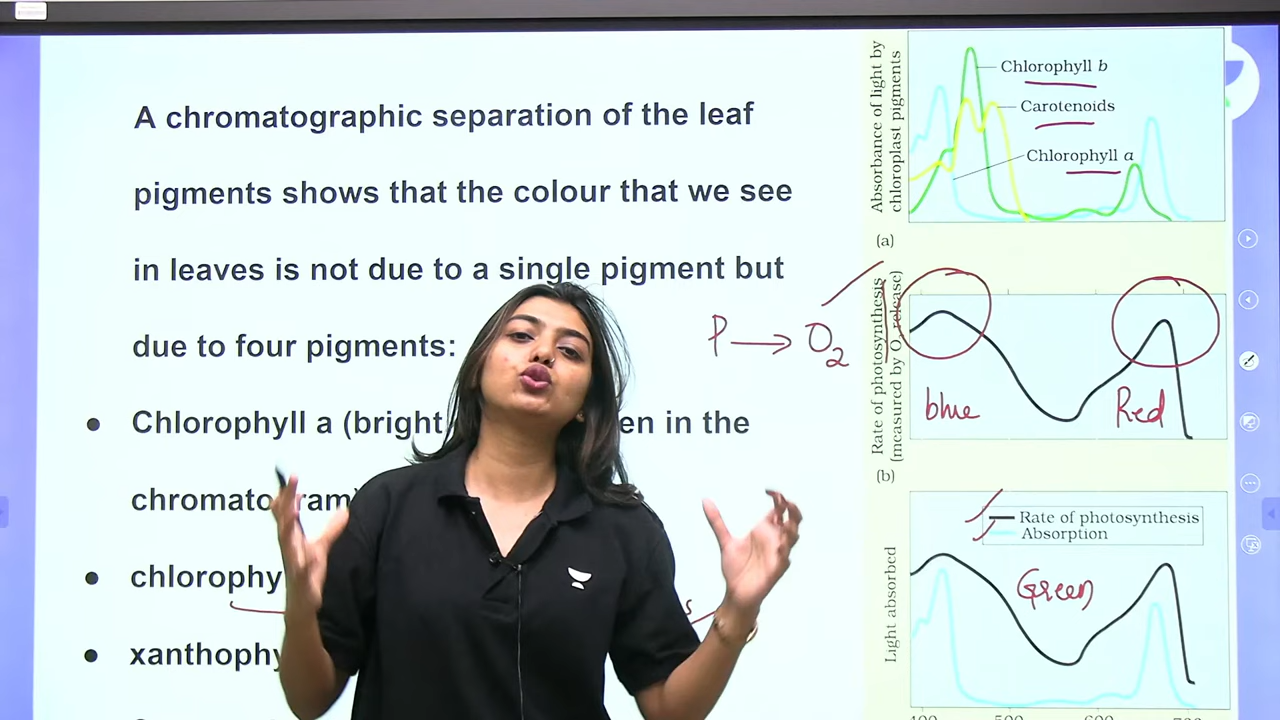 A chromatographic separation of the leaf
pigments shows that the colour that we see
in leaves is not due to a single pigment but
due to four pigments:
● Chlorophyll a (bright en in the
chromato ram)
● chlorophy
● xanthophy
s
P → O2
Absorbance of light by
chloroplast pigments
Chlorophyll b
Carotenoids
Chlorophyll a
(a)
Rate of photosynthesis
(measured by O2 release)
blue
Red
(b)
Rate of photosynthesis
Absorption
Green
Light absorbed
400 500 600 700